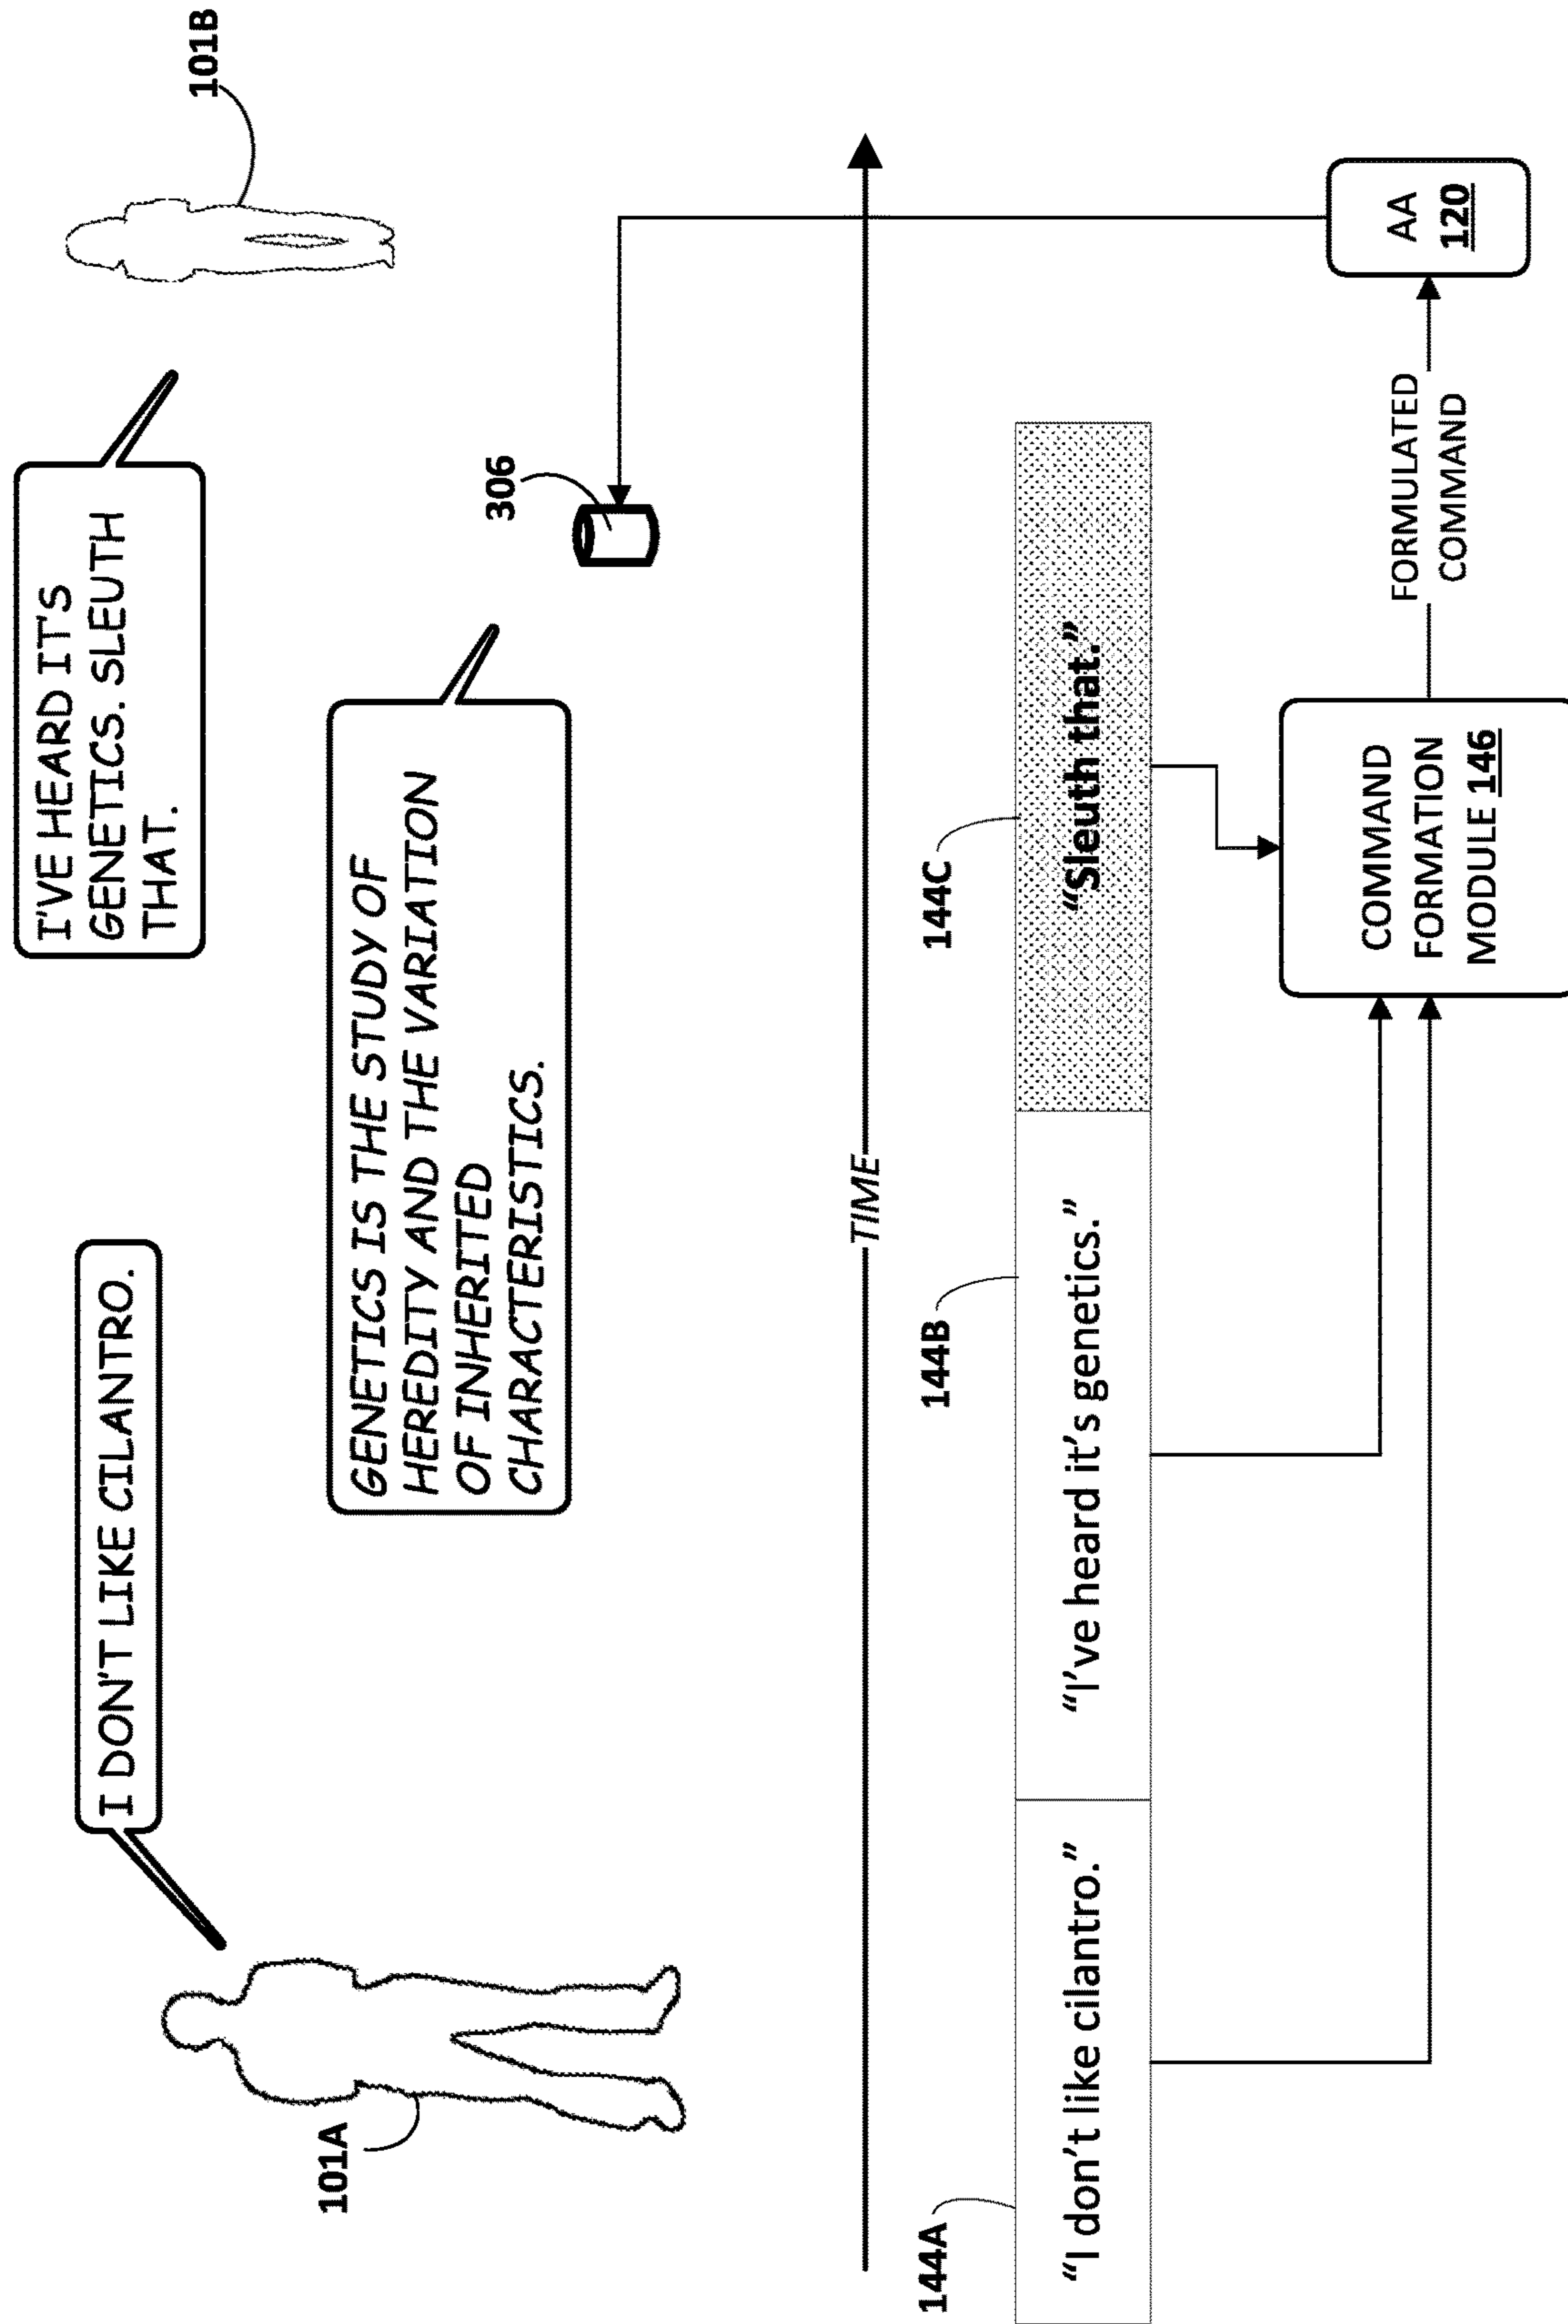 101B
I'VE HEARD IT'S
GENETICS. SLEUTH
THAT.
I DON'T LIKE CILANTRO.
101A
306
GENETICS IS THE STUDY OF
HEREDITY AND THE VARIATION
OF INHERITED
CHARACTERISTICS.
TIME
144A
144B
144C
“I don't like cilantro.”
“I've heard it's genetics.”
“Sleuth that.”
COMMAND
FORMATION
MODULE 146
FORMULATED
COMMAND
AA
120